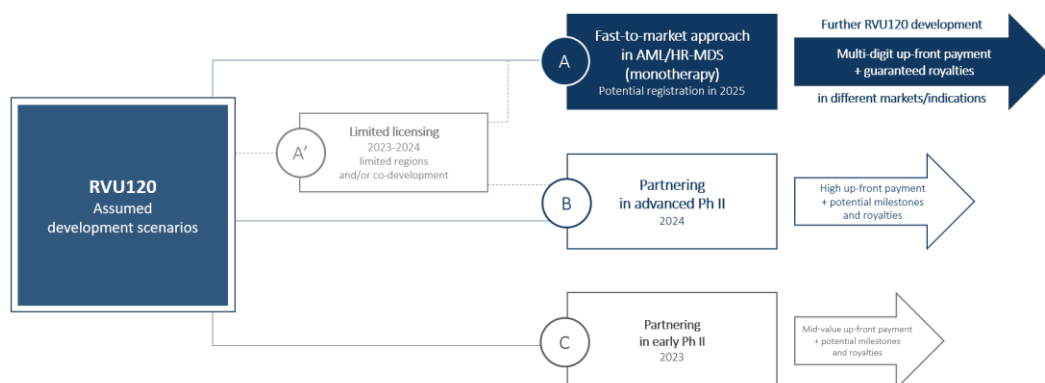 RVU120
Assumed
development scenarios
A'
Limited licensing
2023-2024
limited regions
and/or co-development
A
Fast-to-market approach
in AML/HR-MDS
(monotherapy)
Potential registration in 2025
Further RVU120 development
Multi-digit up-front payment
+ guaranteed royalties
in different markets/indications
B
Partnering
in advanced Ph II
2024
High up-front payment
+ potential milestones
and royalties
C
Partnering
in early Ph II
2023
Mid-value up-front payment
+ potential milestones
and royalties